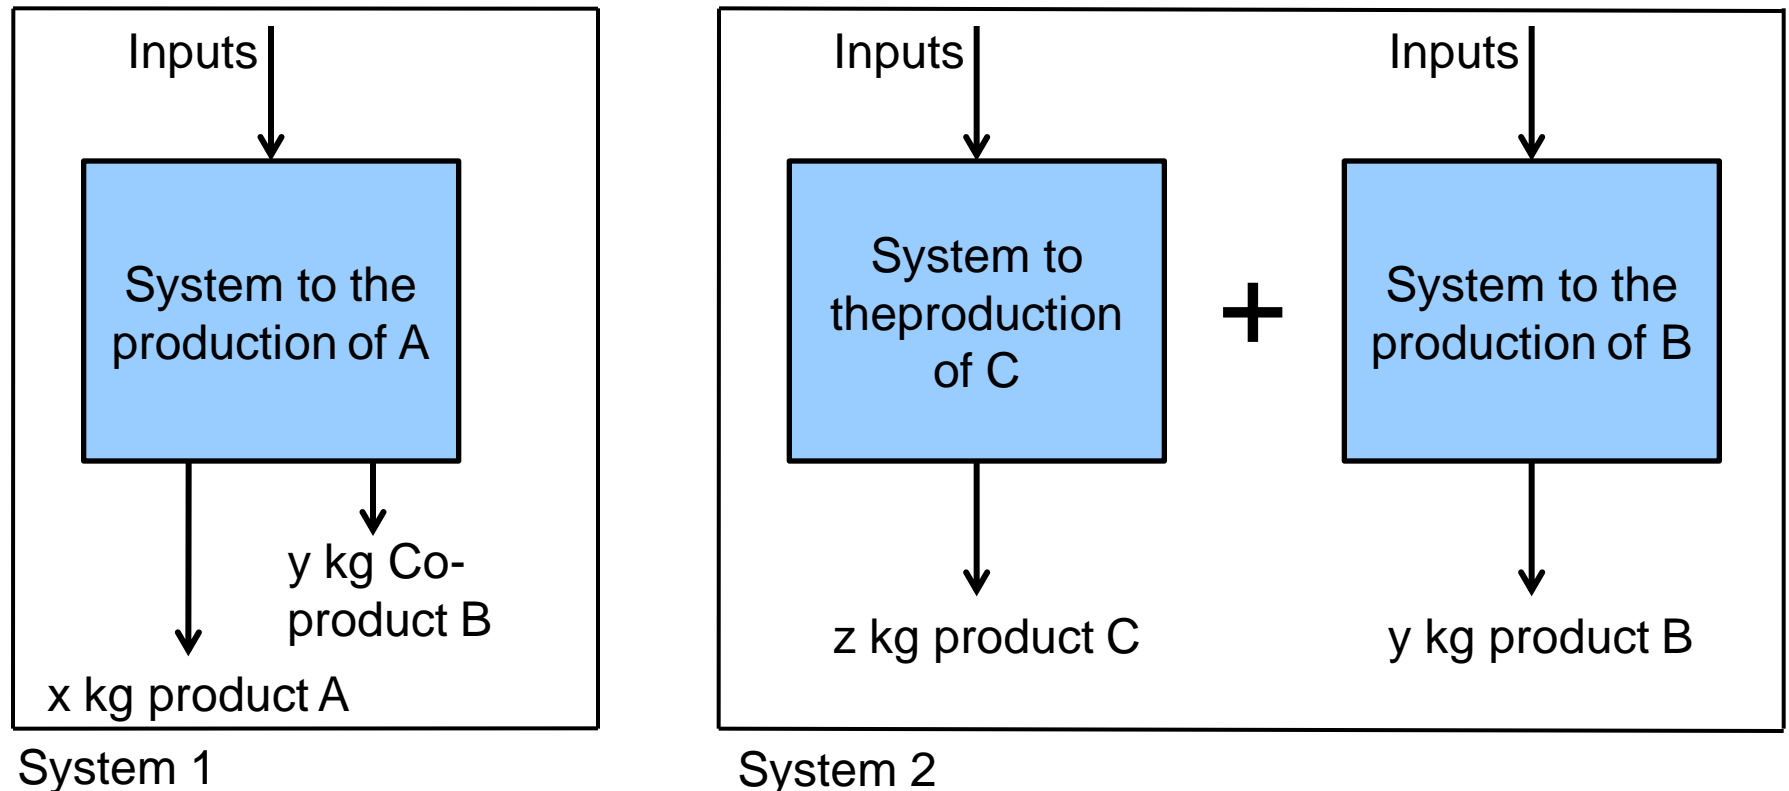 Inputs
System to the
production of A
y kg Co-
product B
x kg product A
System 1
Inputs
System to
theproduction
of C
z kg product C
+
Inputs
System to the
production of B
y kg product B
System 2